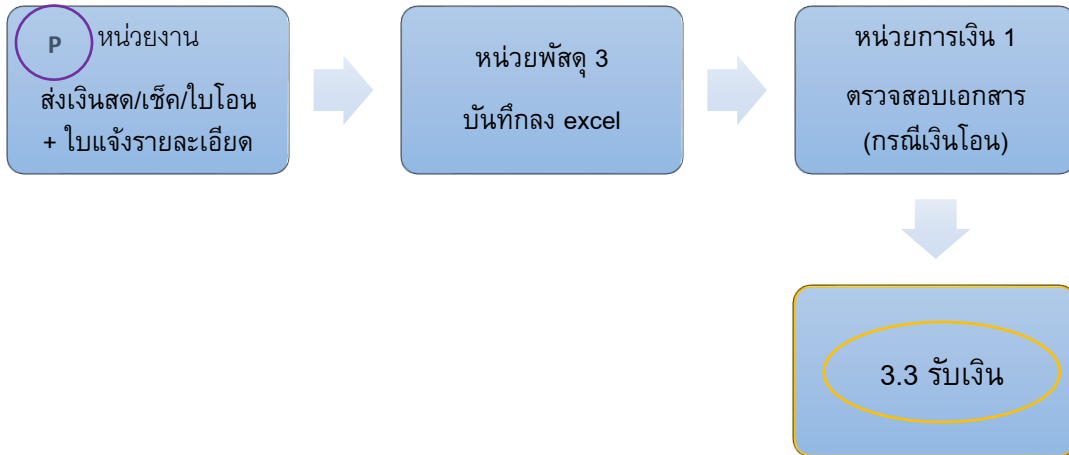 P หน่วยงาน
ส่งเงินสด/เช็ค/ใบโอน
+ ใบแจ้งรายละเอียด
หน่วยพัสดุ 3
บันทึกลง excel
หน่วยการเงิน 1
ตรวจสอบเอกสาร
(กรณีเงินโอน)
3.3 รับเงิน